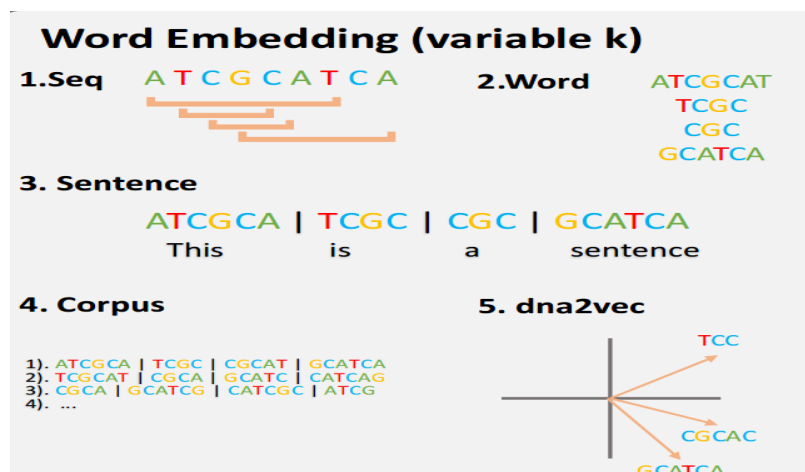 Word Embedding (variable k)
1.Seq ATCGCATCA
2.Word ATCGCAT
TCGC
CGC
GCATCA
3. Sentence
ATCGCA | TCGC | CGC | GCATCA
This is a sentence
4. Corpus
1). ATCGCA | TCGC | CGCAT | GCATCA
2). TCGCAT | CGCA | GCATC | CATCAG
3). CGCA | GCATCG | CATCGC | ATCG
4). ...
5. dna2vec
TCC
CGCAC
GCATCA